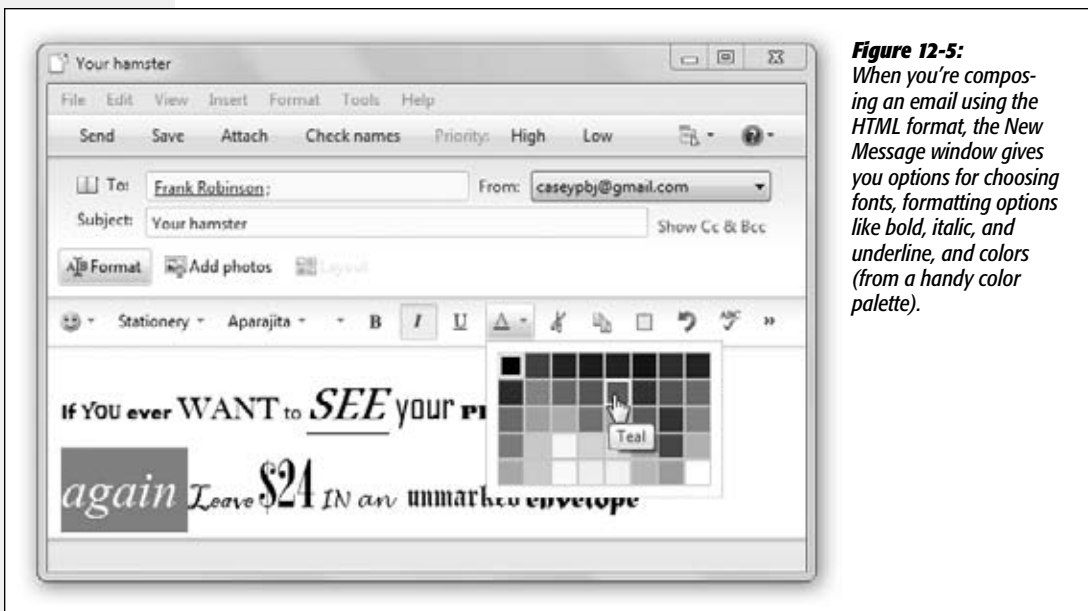 Your hamster
File Edit View Insert Format Tools Help
Send Save Attach Check names Priority: High Low
To: Frank Robinson; From: caseypbj@gmail.com
Subject: Your hamster Show Cc & Bcc
Format Add photos Layout
Stationery Aparajita B I U A ABC »
If YOU ever WANT to SEE your
Teal
again Leave $24 IN an unmarked envelope
Figure 12-5:
When you're compos-
ing an email using the
HTML format, the New
Message window gives
you options for choosing
fonts, formatting options
like bold, italic, and
underline, and colors
(from a handy color
palette).